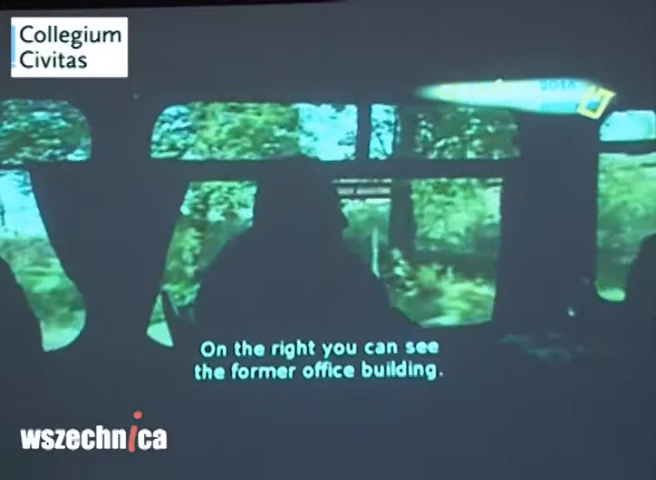 Collegium
Civitas
On the right you can see
the former office building.
wszechnica